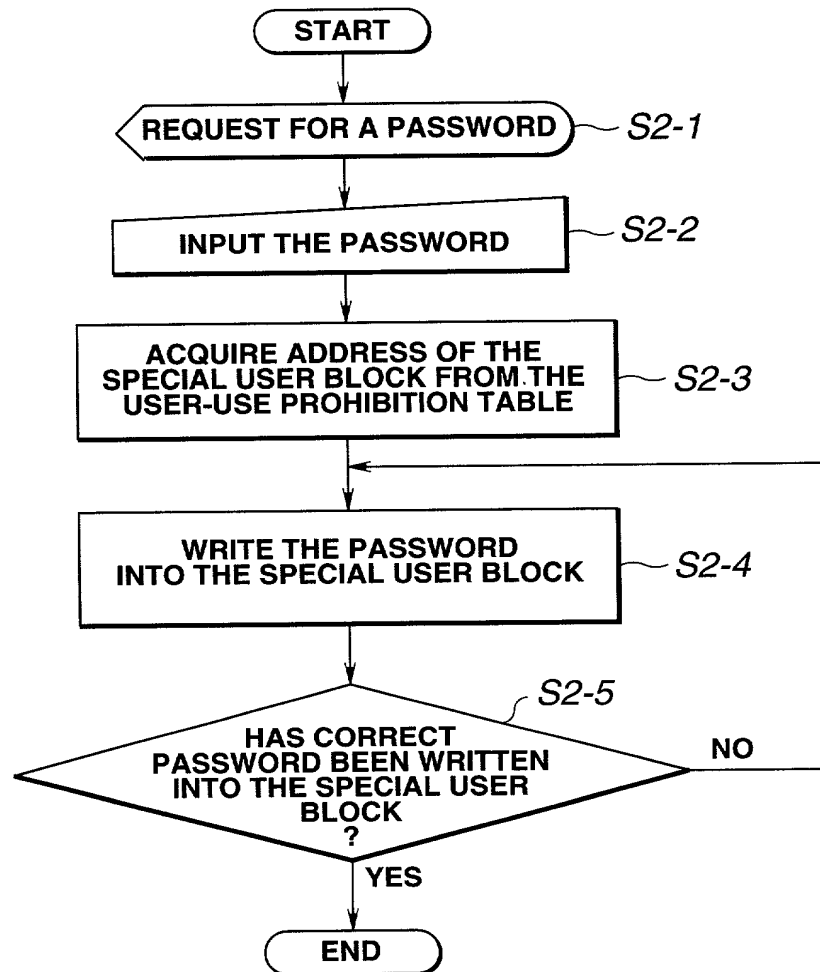 START
REQUEST FOR A PASSWORD
S2-1
INPUT THE PASSWORD
S2-2
ACQUIRE ADDRESS OF THE
SPECIAL USER BLOCK FROM THE
USER-USE PROHIBITION TABLE
S2-3
WRITE THE PASSWORD
INTO THE SPECIAL USER BLOCK
S2-4
S2-5
HAS CORRECT
PASSWORD BEEN WRITTEN
INTO THE SPECIAL USER
BLOCK
?
NO
YES
END